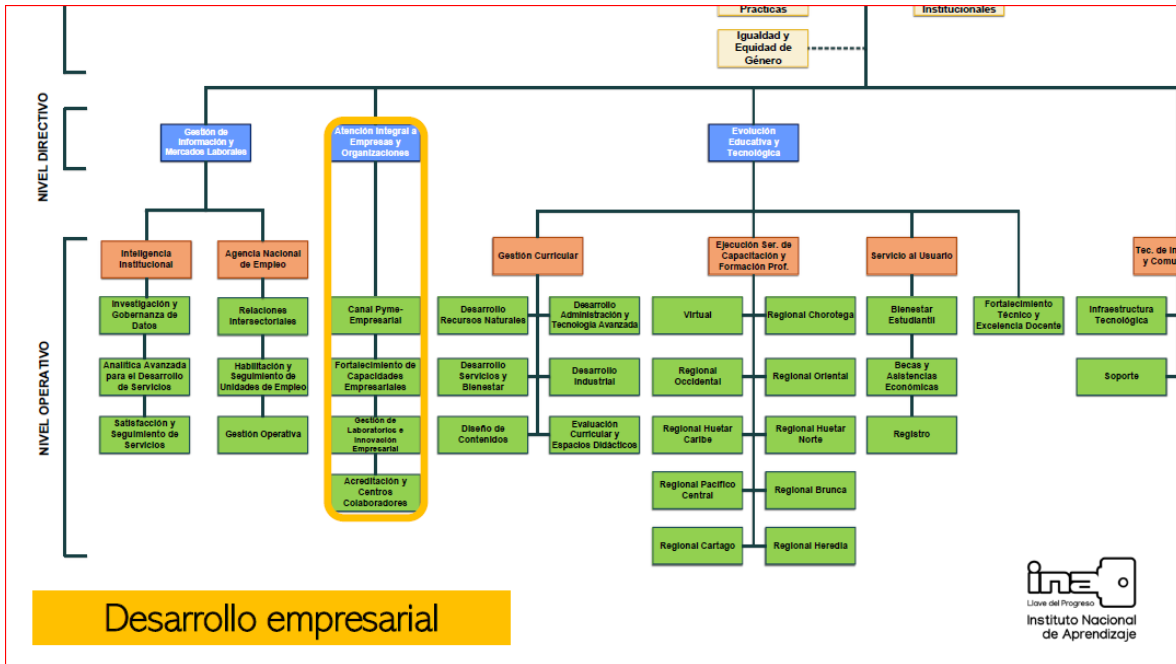 Prácticas
Institucionales
Igualdad y
Equidad de
Género
NIVEL DIRECTIVO
Gestión de
Información y
Mercados Laborales
Atención Integral a
Empresas y
Organizaciones
Evolución
Educativa y
Tecnológica
NIVEL OPERATIVO
Inteligencia
Institucional
Agencia Nacional
de Empleo
Gestión Curricular
Ejecución Ser. de
Capacitación y
Formación Prof.
Servicio al Usuario
Tec. de In
y Comu
Investigación y
Gobernanza de
Datos
Relaciones
Intersectoriales
Canal Pyme-
Empresarial
Desarrollo
Recursos Naturales
Desarrollo
Administración y
Tecnología Avanzada
Virtual
Regional Chorotega
Bienestar
Estudiantil
Fortalecimiento
Técnico y
Excelencia Docente
Infraestructura
Tecnológica
Analítica Avanzada
para el Desarrollo
de Servicios
Habilitación y
Seguimiento de
Unidades de Empleo
Fortalecimiento de
Capacidades
Empresariales
Desarrollo
Servicios y
Bienestar
Desarrollo
Industrial
Regional
Occidental
Regional Oriental
Becas y
Asistencias
Económicas
Soporte
Satisfacción y
Seguimiento de
Servicios
Gestión Operativa
Gestión de
Laboratorios e
Innovación
Empresarial
Diseño de
Contenidos
Evaluación
Curricular y
Espacios Didácticos
Regional Huetar
Caribe
Regional Huetar
Norte
Registro
Acreditación y
Centros
Colaboradores
Regional Pacífico
Central
Regional Brunca
Regional Cartago
Regional Heredia
Desarrollo empresarial
ina
Llave del Progreso
Instituto Nacional
de Aprendizaje